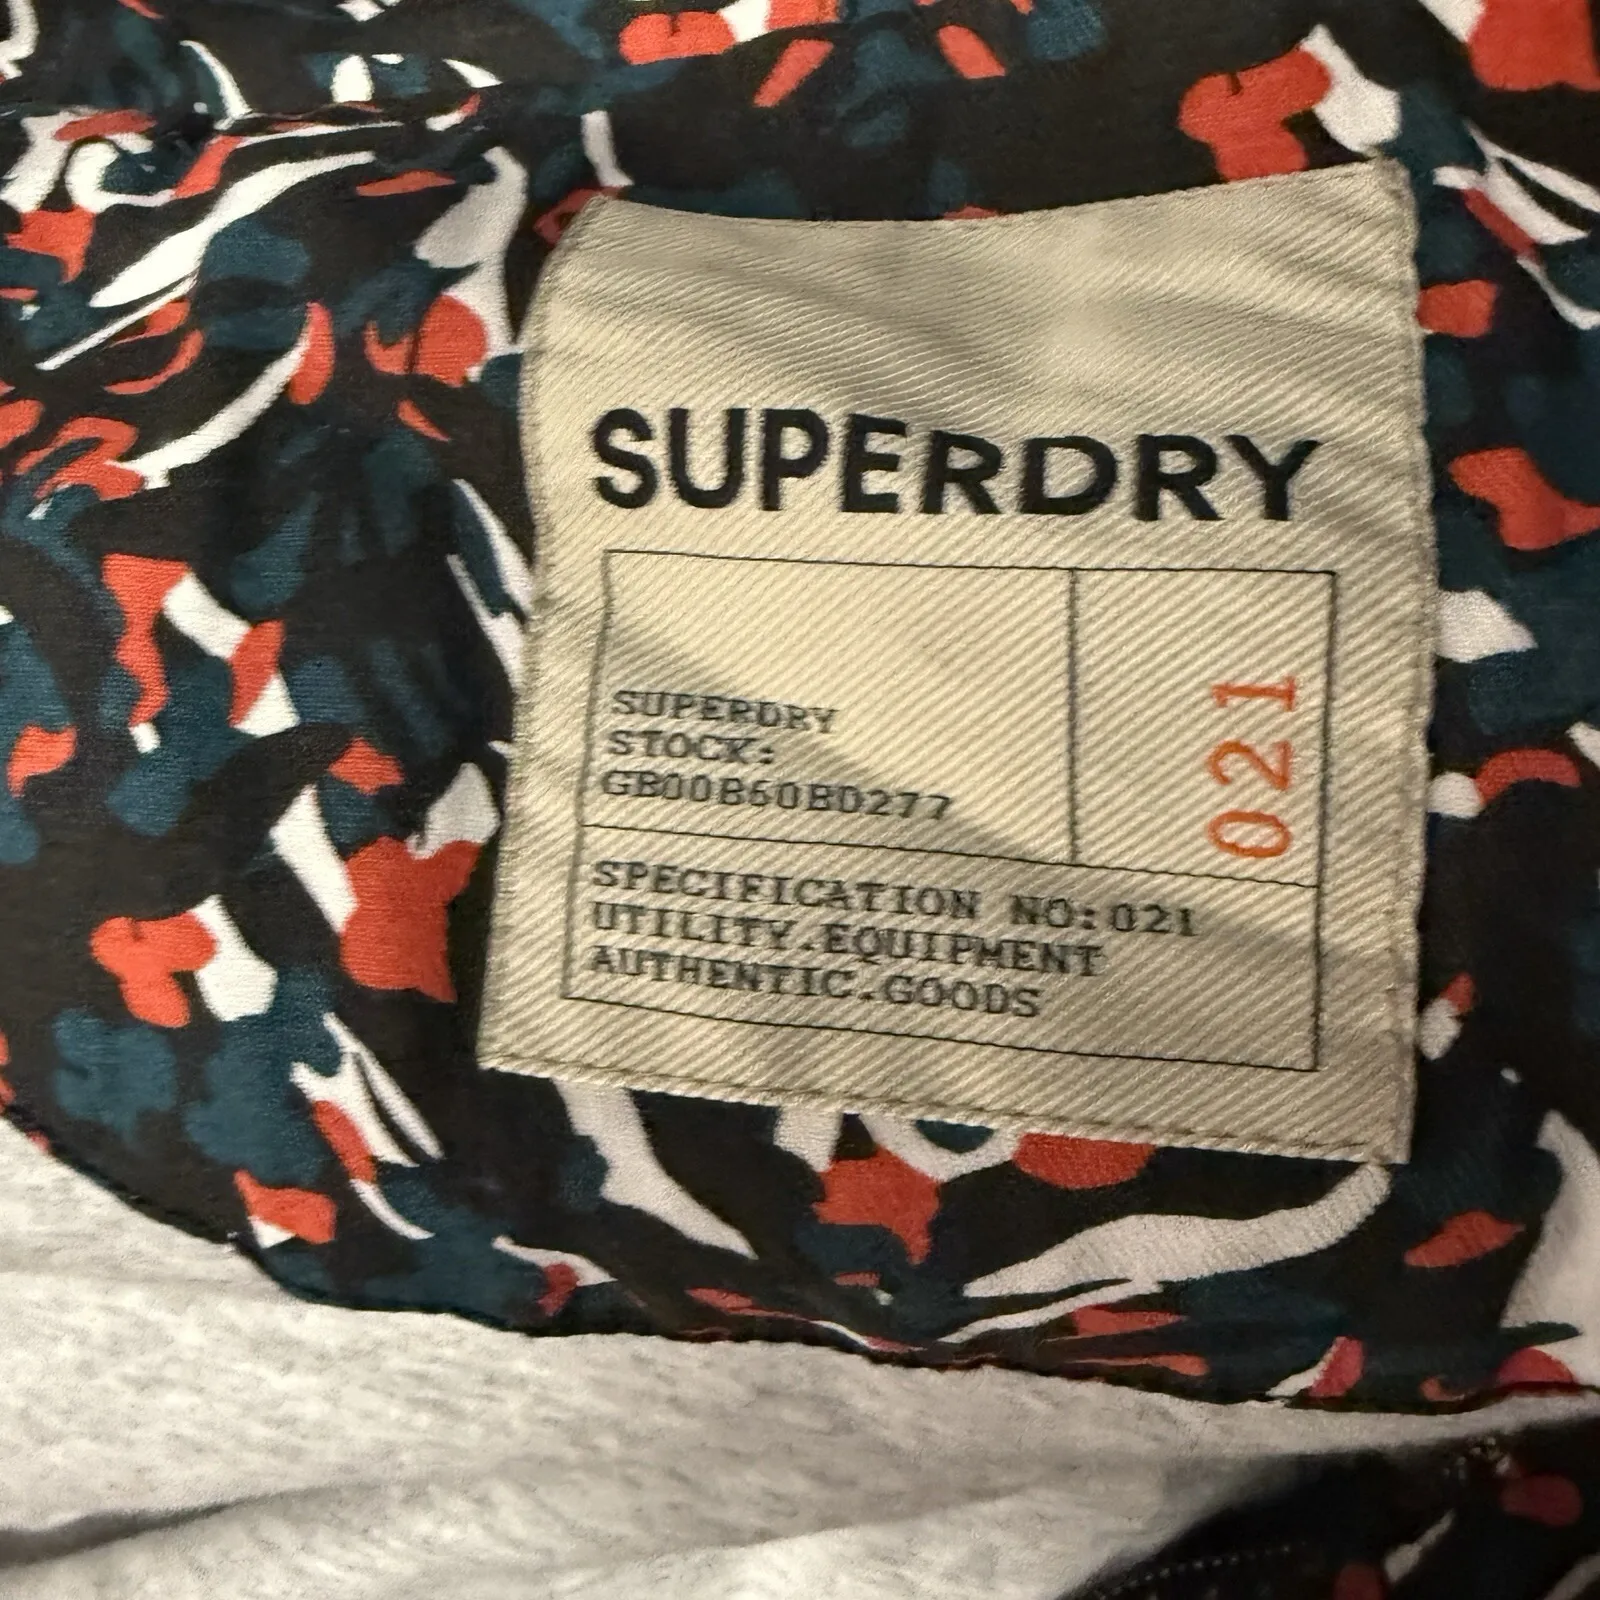 SUPERDRY
SUPERDRY
STOCK:
GB00B60BD277
021
SPECIFICATION NO:021
UTILITY.EQUIPMENT
AUTHENTIC.GOODS